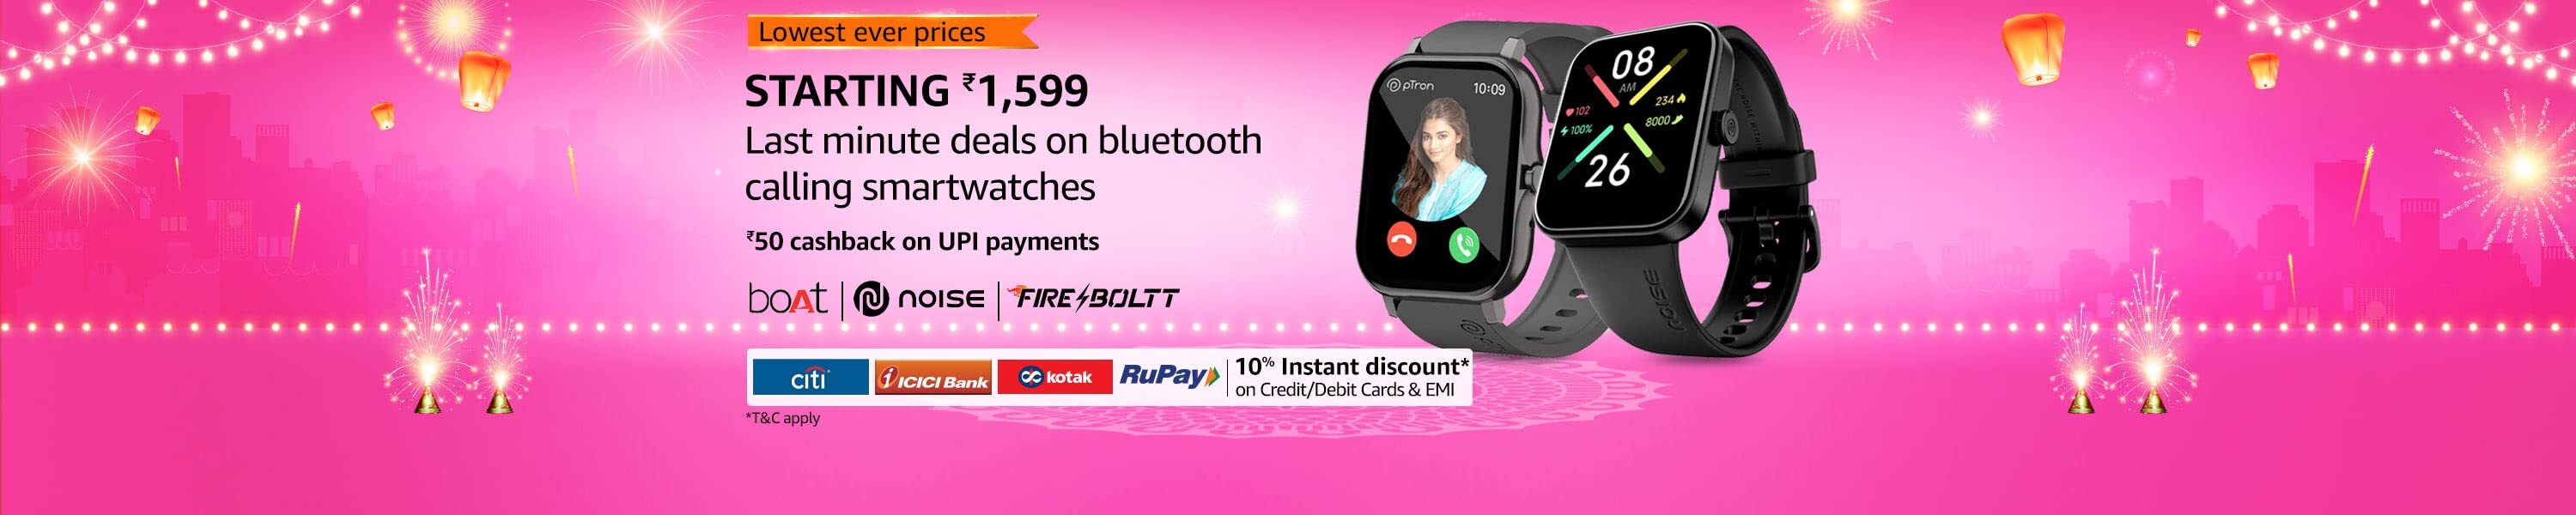 Lowest ever prices
STARTING ₹1,599
Last minute deals on bluetooth
calling smartwatches
₹50 cashback on UPI payments
boAt | NOISE | FIRE-BOLTT
citi ICICI Bank kotak RuPay
10% Instant discount*
on Credit/Debit Cards & EMI
*T&C apply
pTron 10:09
08
AM
102 234
100% 8000
26
NOISE